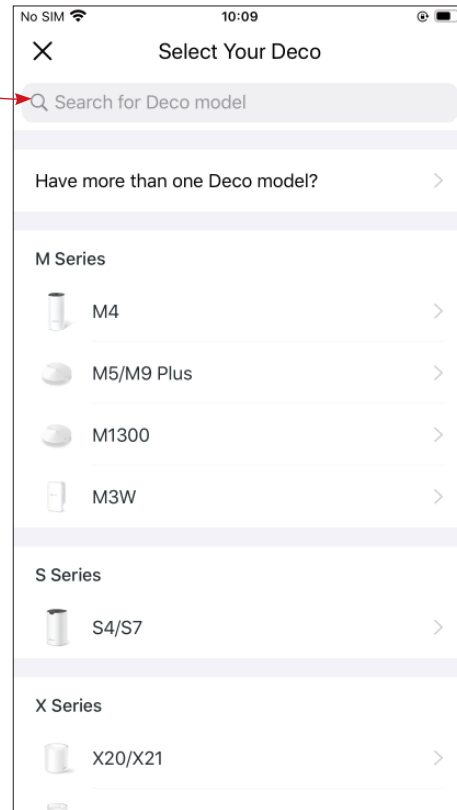 No SIM 10:09
Select Your Deco
Search for Deco model
Have more than one Deco model?
M Series
M4
M5/M9 Plus
M1300
M3W
S Series
S4/S7
X Series
X20/X21